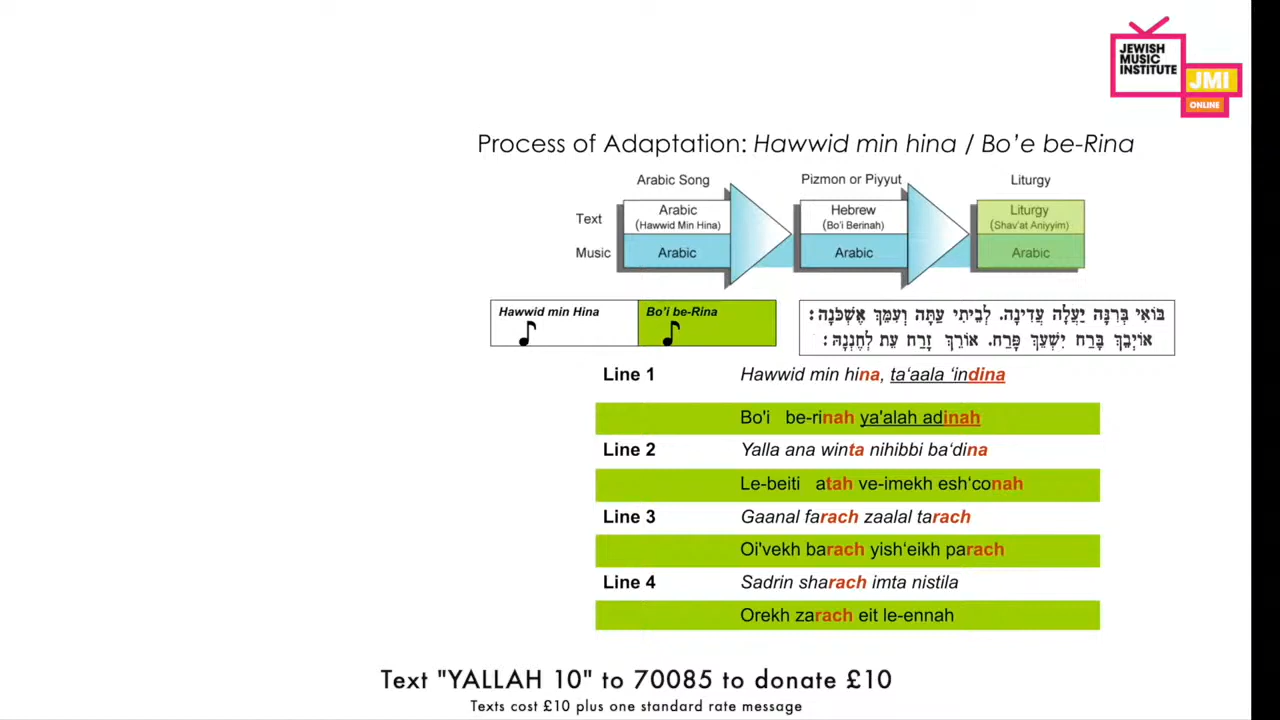 JEWISH
MUSIC
INSTITUTE
JMI
ONLINE
Process of Adaptation: Hawwid min hina / Bo’e be-Rina
Arabic Song Pizmon or Piyyut Liturgy
Text Arabic Hebrew Liturgy
(Hawwid Min Hina) (Bo'i Berinah) (Shav'at Aniyyim)
Music Arabic Arabic Arabic
Hawwid min Hina Bo'i be-Rina
בּוֹאִי בְּרִנָּה יַעֲלָה עֲדִינָה. לְבֵיתִי עַתָּה וְעִמֵּךְ אֶשְׁכֹּנָה:
אוֹיְבֵךְ בָּרַח יִשְׁעֵךְ פָּרַח. אוֹרֵךְ זָרַח עֵת לְחֶנְנָהּ:
Line 1 Hawwid min hina, ta‘aala ‘indina
Bo'i be-rinah ya'alah adinah
Line 2 Yalla ana winta nihibbi ba‘dina
Le-beiti atah ve-imekh esh‘conah
Line 3 Gaanal farach zaalal tarach
Oi'vekh barach yish‘eikh parach
Line 4 Sadrin sharach imta nistila
Orekh zarach eit le-ennah
Text "YALLAH 10" to 70085 to donate £10
Texts cost £10 plus one standard rate message